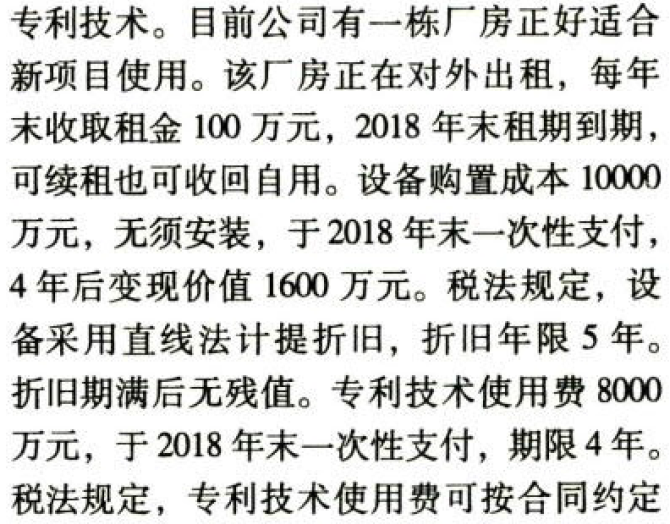 专利技术。目前公司有一栋厂房正好适合
新项目使用。该厂房正在对外出租，每年
末收取租金 100 万元，2018 年末租期到期，
可续租也可收回自用。设备购置成本 10000
万元，无须安装，于 2018 年末一次性支付，
4 年后变现价值 1600 万元。税法规定，设
备采用直线法计提折旧，折旧年限 5 年。
折旧期满后无残值。专利技术使用费 8000
万元，于 2018 年末一次性支付，期限 4 年。
税法规定，专利技术使用费可按合同约定